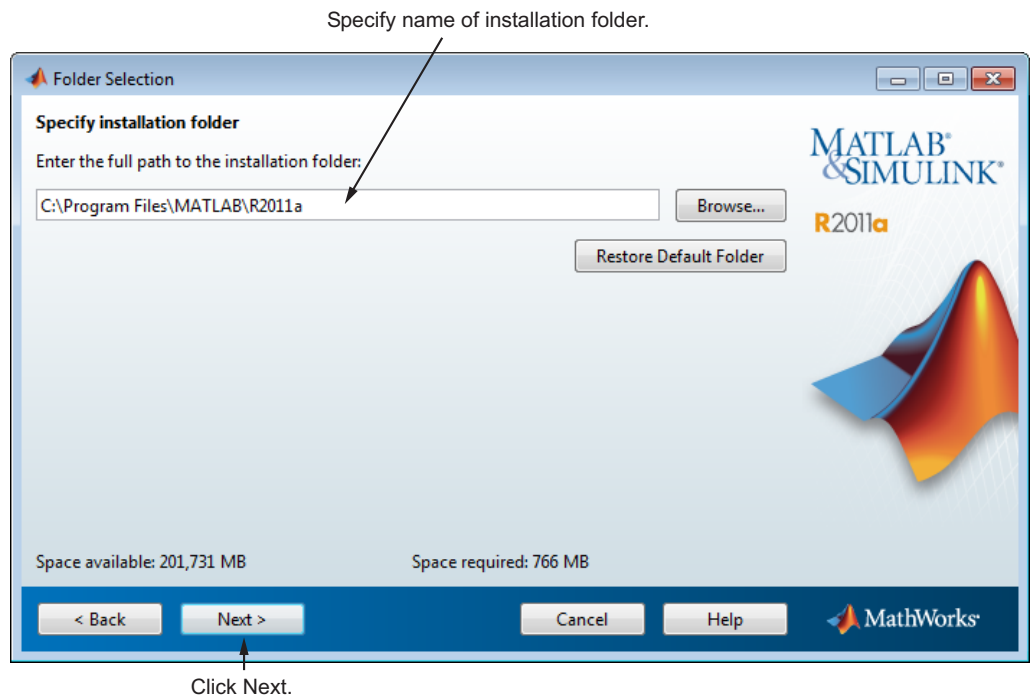 Specify name of installation folder.
Folder Selection
Specify installation folder
Enter the full path to the installation folder:
C:\Program Files\MATLAB\R2011a
Browse...
Restore Default Folder
MATLAB®
&SIMULINK®
R2011a
Space available: 201,731 MB
Space required: 766 MB
< Back
Next >
Cancel
Help
MathWorks®
Click Next.